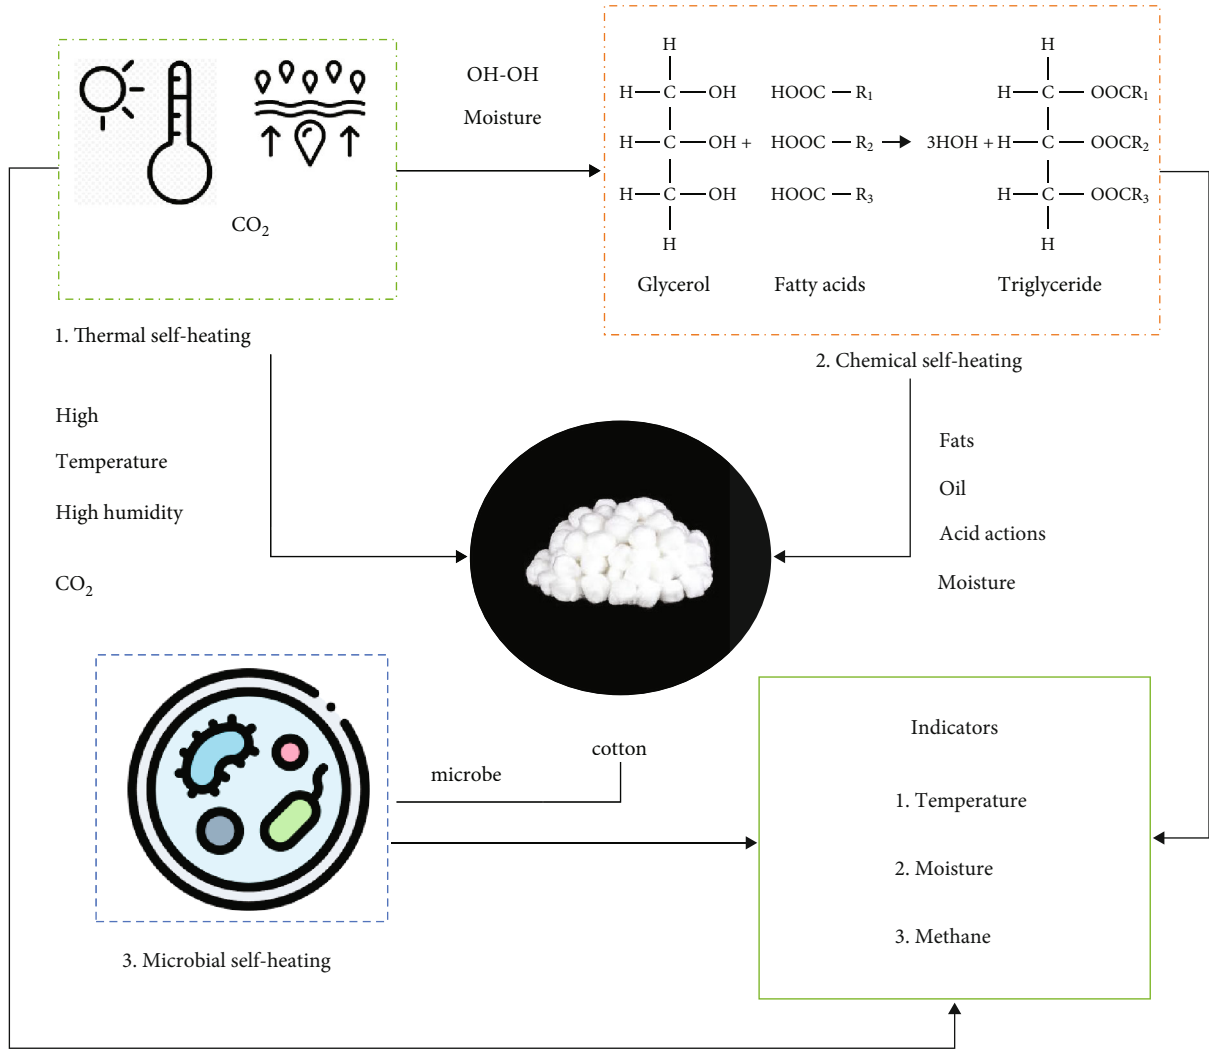 OH-OH
Moisture
CO₂
1. Thermal self-heating
H
H C OH HOOC R₁
H C OH + HOOC R₂
H C OH HOOC R₃
H
H
H C OOCR₁
3HOH + H C OOCR₂
H C OOCR₃
H
Glycerol Fatty acids Triglyceride
2. Chemical self-heating
High
Temperature
High humidity
CO₂
Fats
Oil
Acid actions
Moisture
cotton
microbe
3. Microbial self-heating
Indicators
1. Temperature
2. Moisture
3. Methane